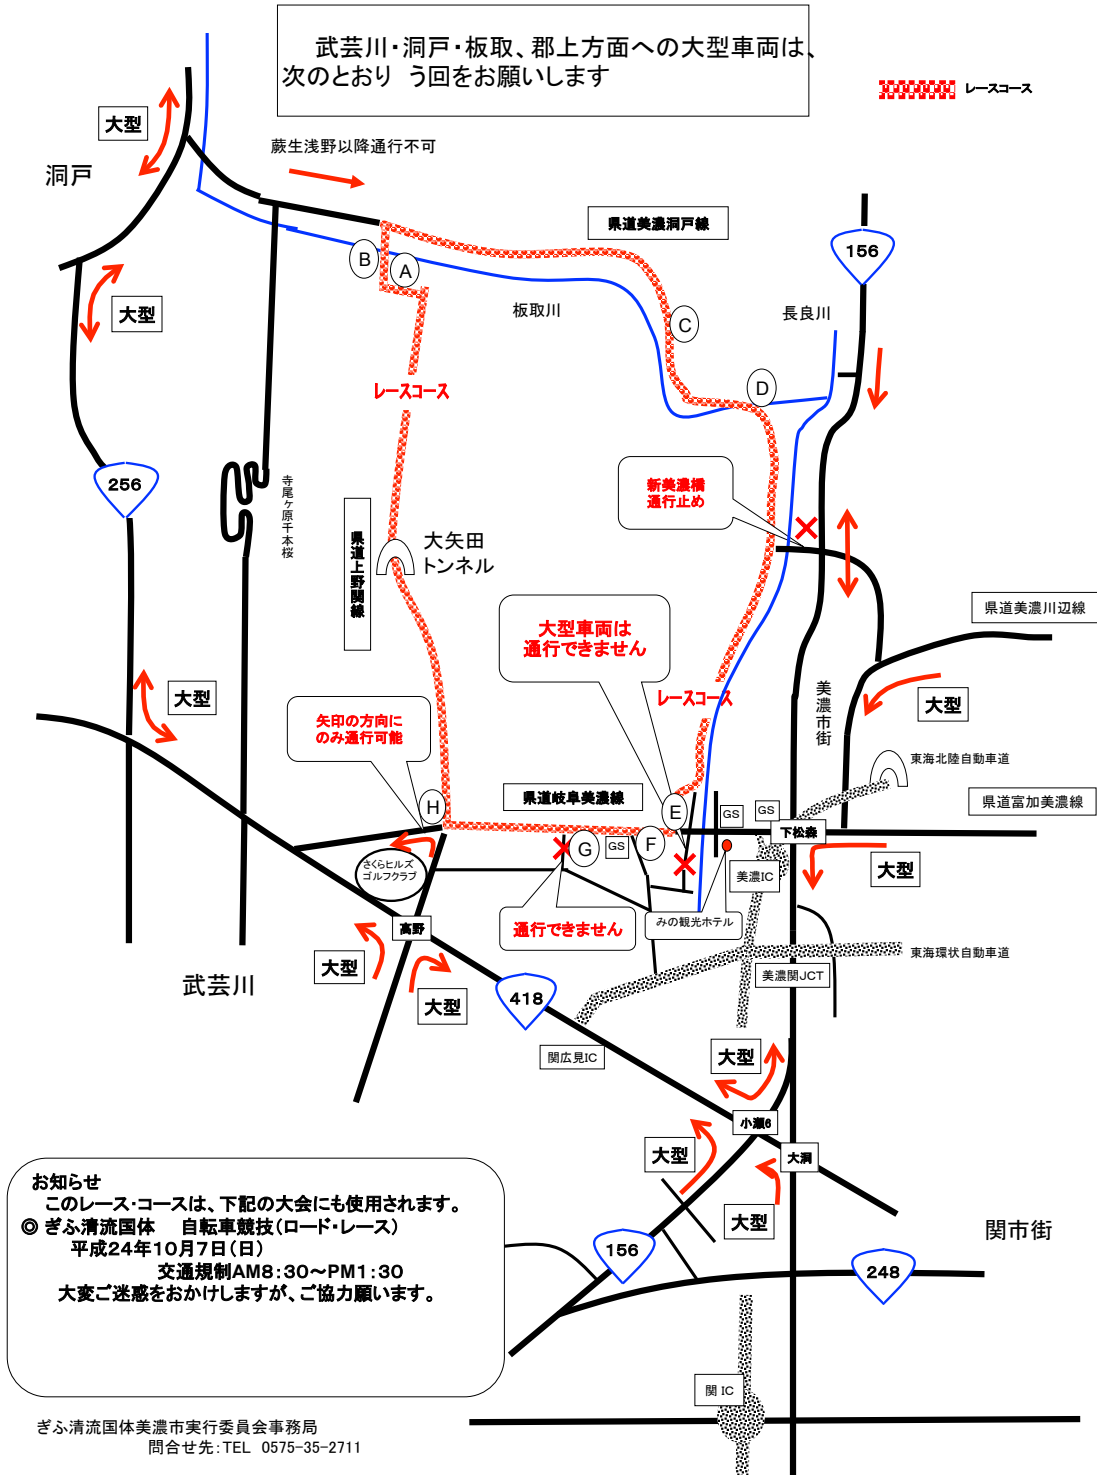 武芸川・洞戸・板取、郡上方面への大型車両は、
次のとおり う回をお願いします
レースコース
大型
蕨生浅野以降通行不可
洞戸
県道美濃洞戸線
156
B
A
大型
板取川
長良川
C
D
レースコース
256
寺尾ヶ原千本桜
新美濃橋
通行止め
県道上野関線
大矢田
トンネル
県道美濃川辺線
大型車両は
通行できません
大型
レースコース
美濃市街
大型
矢印の方向に
のみ通行可能
東海北陸自動車道
県道岐阜美濃線
県道富加美濃線
H
E
GS
GS
下松森
G
GS
F
さくらヒルズ
ゴルフクラブ
美濃IC
大型
高野
通行できません
みの観光ホテル
東海環状自動車道
大型
武芸川
美濃関JCT
大型
418
関広見IC
大型
小瀬6
大型
大洞
大型
お知らせ
このレース・コースは、下記の大会にも使用されます。
◎ ぎふ清流国体 自転車競技(ロード・レース)
平成24年10月7日(日)
交通規制AM8:30～PM1:30
大変ご迷惑をおかけしますが、ご協力願います。
関市街
156
248
関 IC
ぎふ清流国体美濃市実行委員会事務局
問合せ先:TEL 0575-35-2711